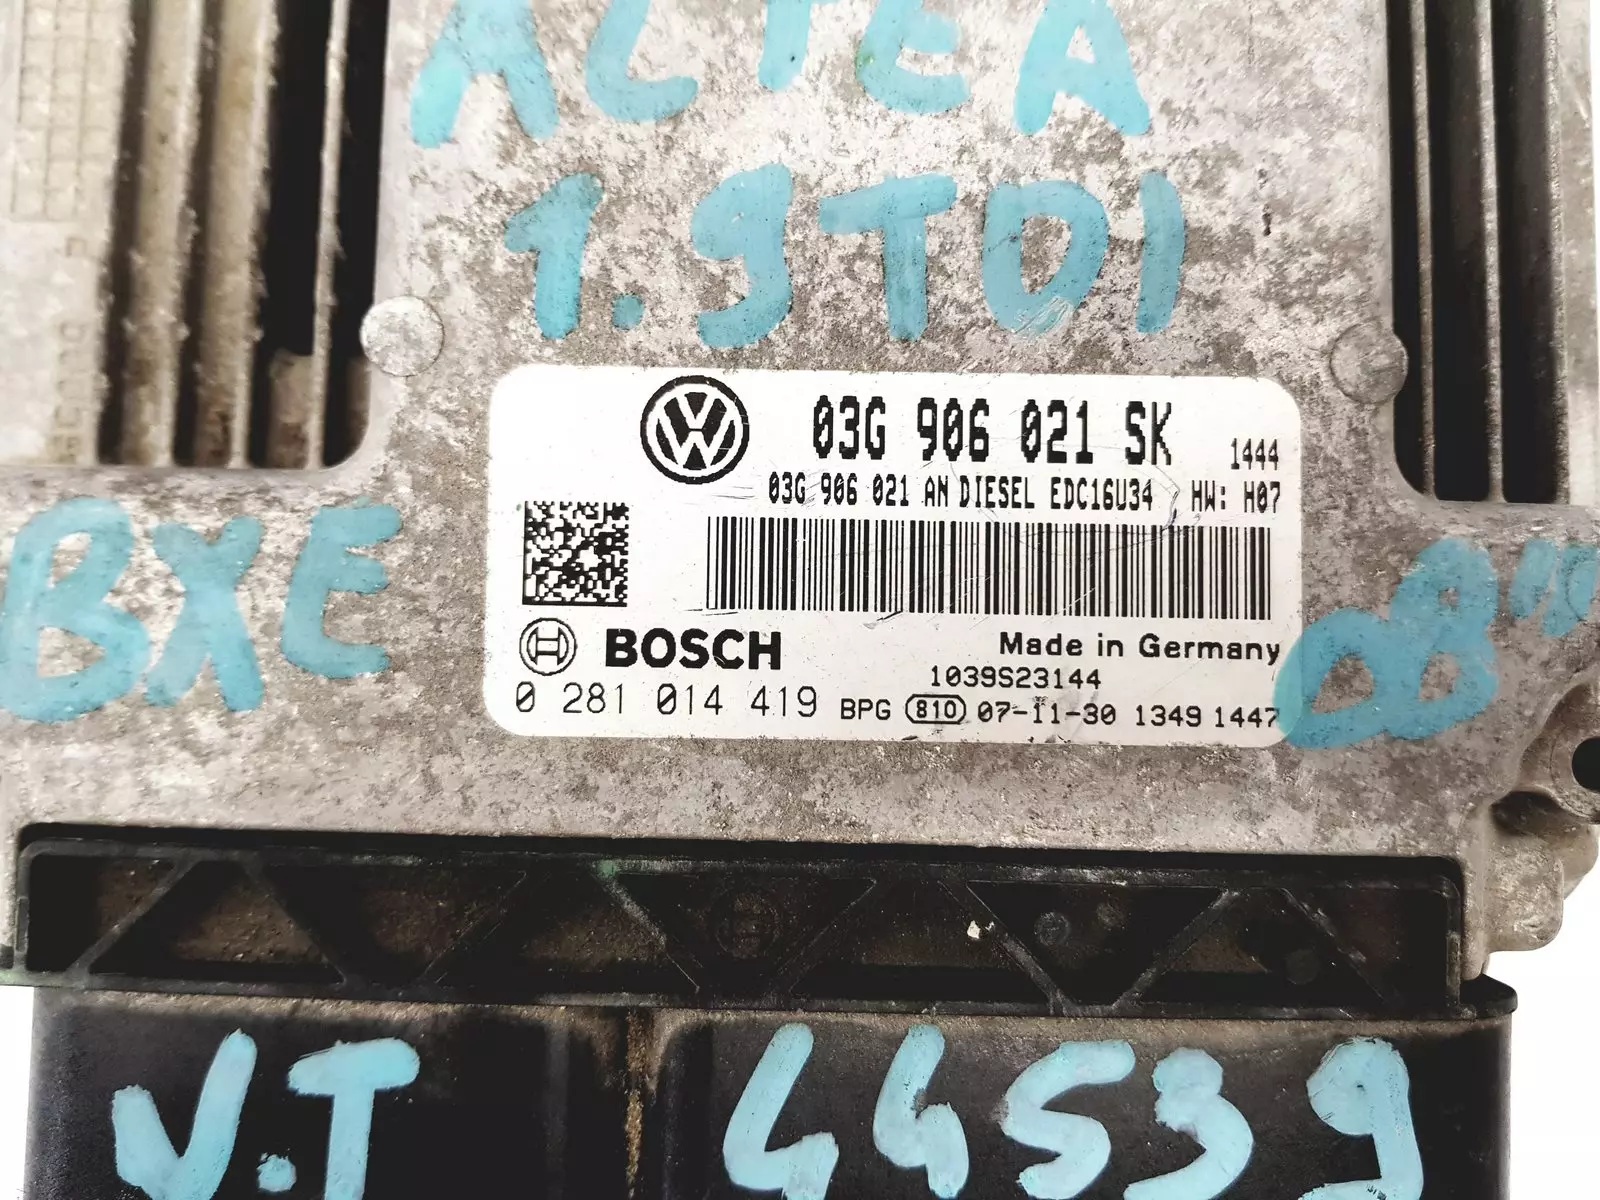 ALTEA
1.9TDI
03G 906 021 SK
1444
03G 906 021 AN DIESEL EDC16U34 HW: H07
BXE
08"
BOSCH
Made in Germany
1039S23144
0 281 014 419 BPG 810 07-11-30 1349 1447
V.T 44539